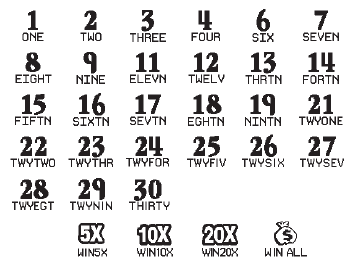 1 2 3 4 6 7
ONE TWO THREE FOUR SIX SEVEN
8 9 11 12 13 14
EIGHT NINE ELEVN TWELV THRTN FORTN
15 16 17 18 19 21
FIFTN SIXTN SEVTN EGHTN NINTN TWYONE
22 23 24 25 26 27
TWYTWO TWYTHR TWYFOR TWYFIV TWYSIX TWYSEV
28 29 30
TWYEGT TWYNIN THIRTY
5X 10X 20X $
WIN5X WIN10X WIN20X WIN ALL